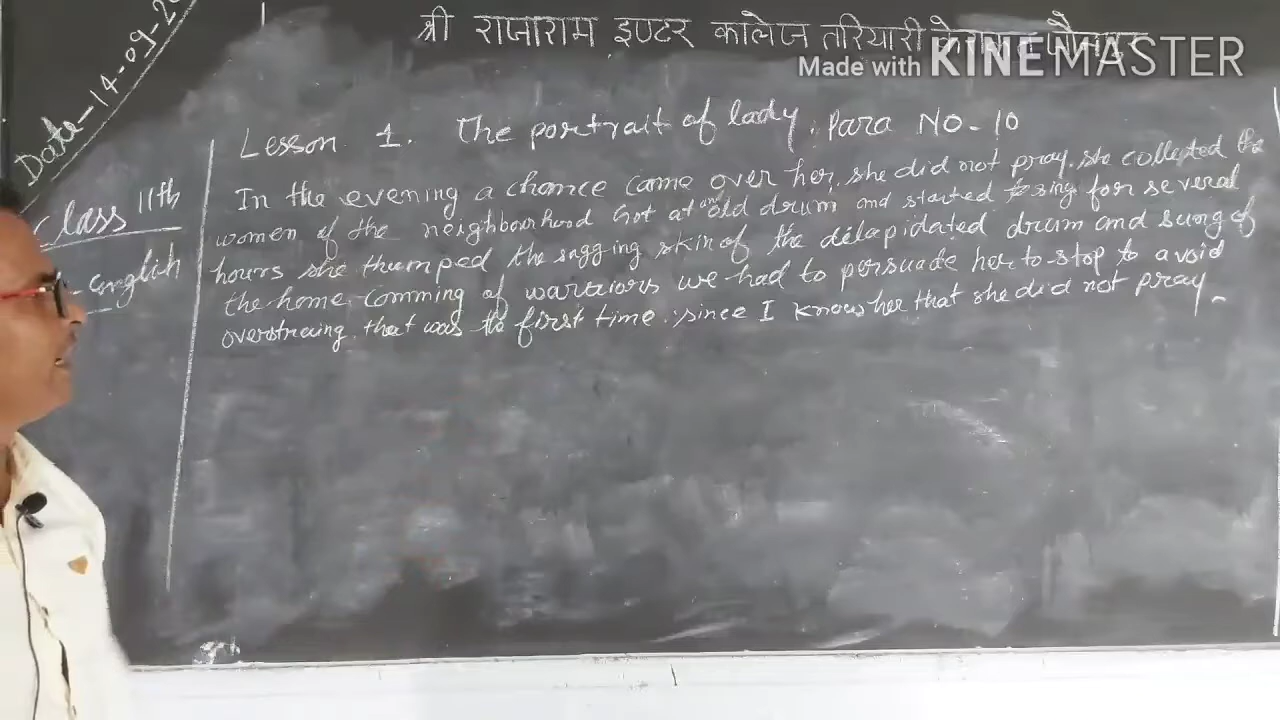 श्री राजाराम इण्टर कालेज तरियारी
Made with KINEMASTER
Date-14-09-2
Lesson 1. The portrait of lady. Para NO-10
class 11th
english
In the evening a chance came over her. she did not pray. she collected the
women of the neighbourhood Got at an old drum and started to sing for several
hours she thumped the sagging skin of the delapidated drum and sung of
the home comming of warriors we had to persuade her to stop to avoid
that was the first time. since I know her that she did not pray